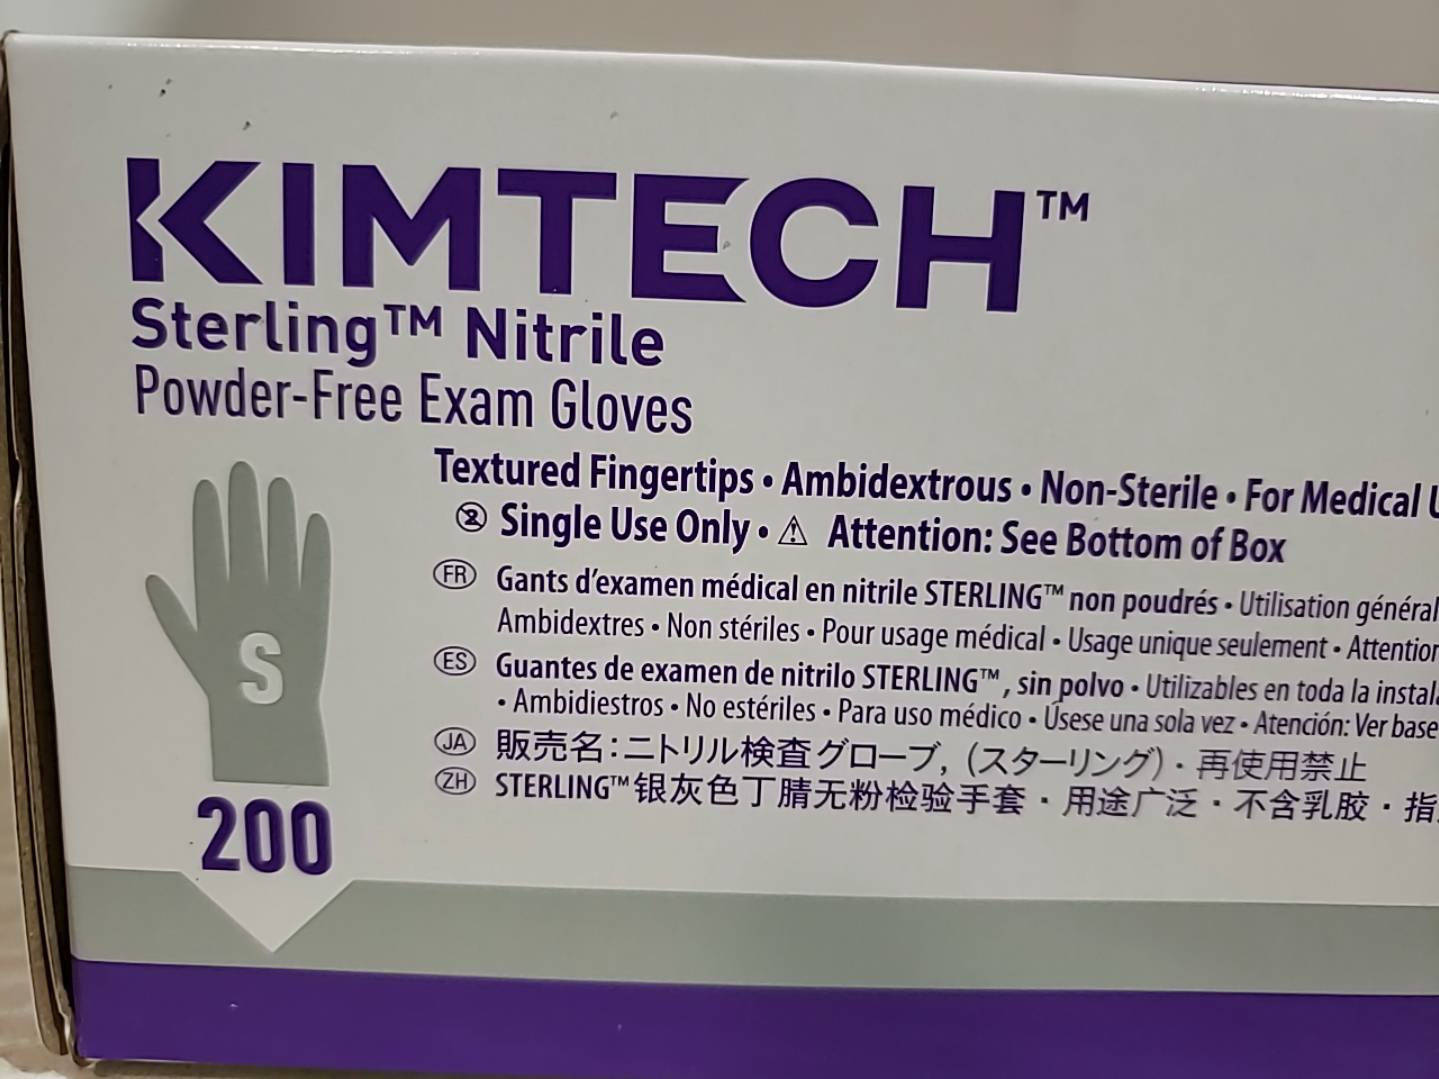 KIMTECH™
Sterling™ Nitrile
Powder-Free Exam Gloves
Textured Fingertips • Ambidextrous • Non-Sterile • For Medical
Single Use Only • Attention: See Bottom of Box
FR Gants d'examen médical en nitrile STERLING™ non poudrés • Utilisation
Ambidextres • Non stériles • Pour usage médical • Usage unique seulement •
ES Guantes de examen de nitrilo STERLING™, sin polvo • Utilizables en toda la
• Ambidiestros • No estériles • Para uso médico • Úsese una sola vez • Atención: Ver base
JA 販売名：ニトリル検査グローブ, (スターリング)・再使用禁止
ZH STERLING™银灰色丁腈无粉检验手套・用途广泛・不含乳胶・指
S
200